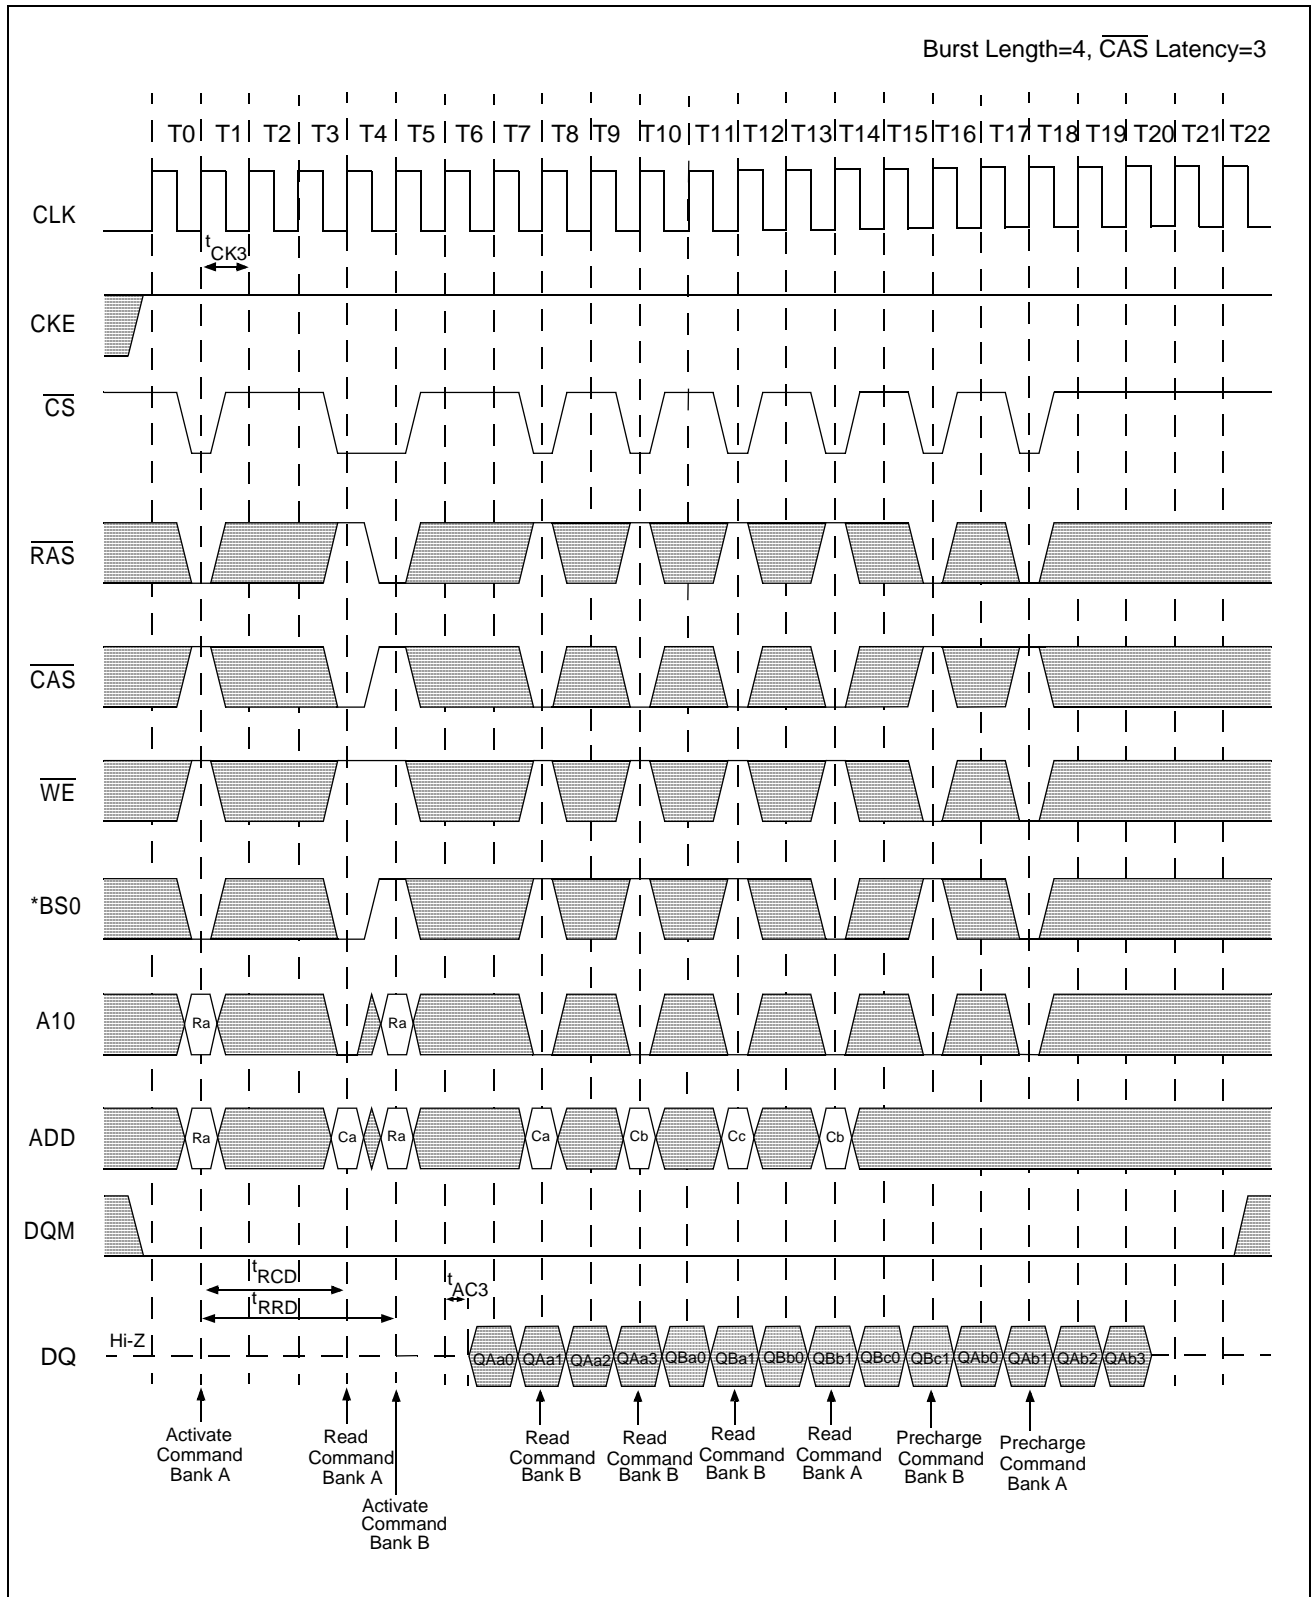 Burst Length=4, CAS Latency=3
T0 T1 T2 T3 T4 T5 T6 T7 T8 T9 T10 T11 T12 T13 T14 T15 T16 T17 T18 T19 T20 T21 T22
CLK
tCK3
CKE
CS
RAS
CAS
WE
*BS0
A10
Ra Ra
ADD
Ra Ca Ra Ca Cb Cc Cb
DQM
tRCD
tAC3
tRRD
Hi-Z
DQ
QAa0 QAa1 QAa2 QAa3 QBa0 QBa1 QBb0 QBb1 QBc0 QBc1 QAb0 QAb1 QAb2 QAb3
Activate
Command
Bank A
Read
Command
Bank A
Activate
Command
Bank B
Read
Command
Bank B
Read
Command
Bank B
Read
Command
Bank B
Read
Command
Bank A
Precharge
Command
Bank B
Precharge
Command
Bank A